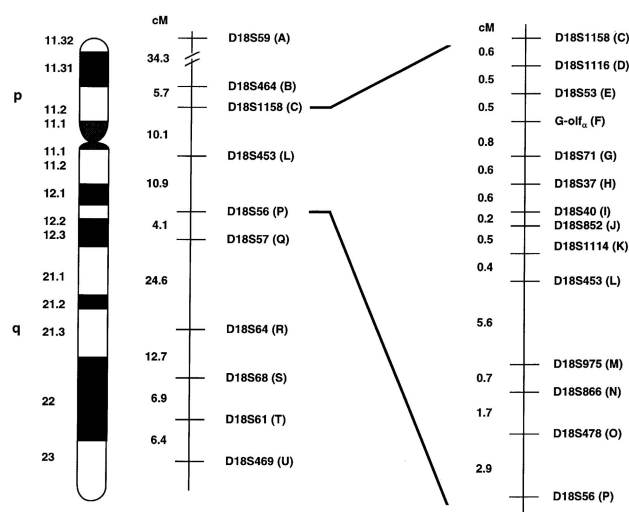 cM
D18S59 (A)
34.3
D18S464 (B)
5.7
D18S1158 (C)
10.1
D18S453 (L)
10.9
D18S56 (P)
4.1
D18S57 (Q)
24.6
D18S64 (R)
12.7
D18S68 (S)
6.9
D18S61 (T)
6.4
D18S469 (U)
p
q
11.32
11.31
11.2
11.1
11.1
11.2
12.1
12.2
12.3
21.1
21.2
21.3
22
23
cM
D18S1158 (C)
0.6
D18S1116 (D)
0.5
D18S53 (E)
0.5
G-olfα (F)
0.8
D18S71 (G)
0.6
D18S37 (H)
0.6
D18S40 (I)
0.2
D18S852 (J)
0.5
D18S1114 (K)
0.4
D18S453 (L)
5.6
D18S975 (M)
0.7
D18S866 (N)
1.7
D18S478 (O)
2.9
D18S56 (P)